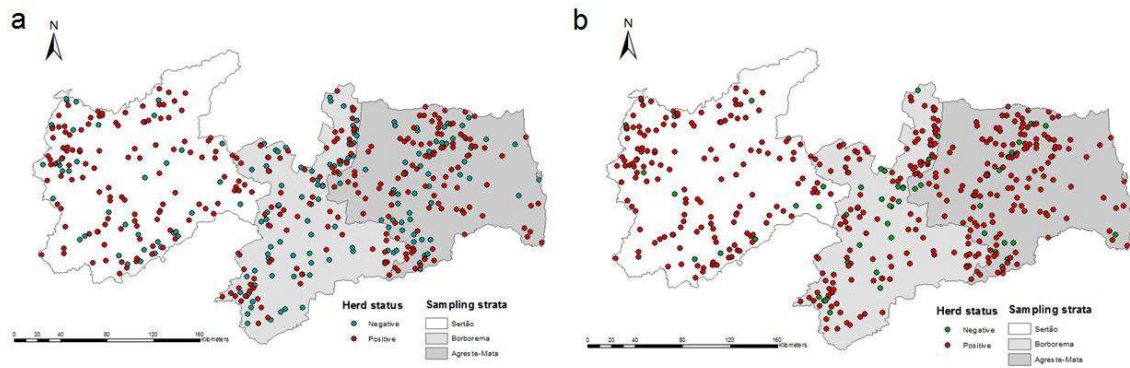 a
N
Herd status Sampling strata
Negative Sertão
Positive Borborema
Agreste-Mata
0 20 40 80 120 160
Kilometers
b
N
Herd status Sampling strata
Negative Sertão
Positive Borborema
Agreste-Mata
0 20 40 80 120 160
Kilometers